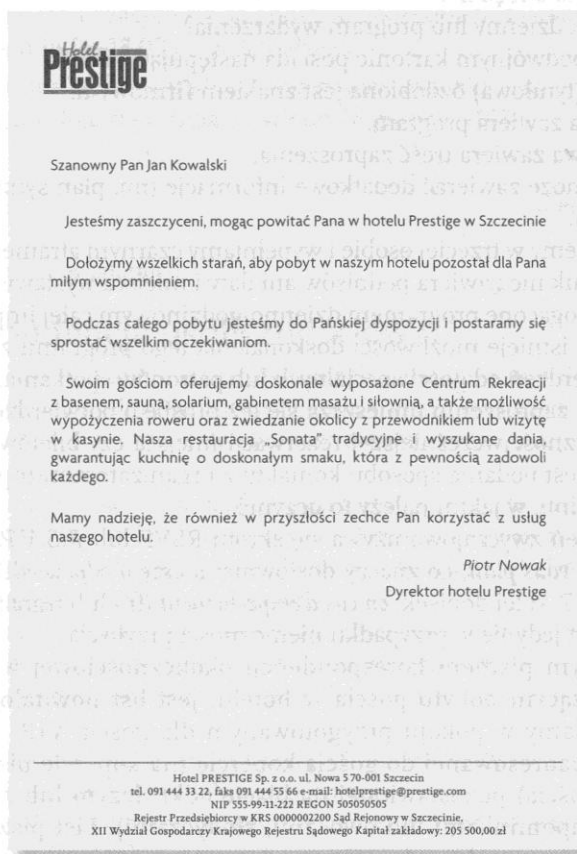 Hotel
Prestige
Szanowny Pan Jan Kowalski
Jesteśmy zaszczyceni, mogąc powitać Pana w hotelu Prestige w Szczecinie
Dołożymy wszelkich starań, aby pobyt w naszym hotelu pozostał dla Pana
miłym wspomnieniem.
Podczas całego pobytu jesteśmy do Pańskiej dyspozycji i postaramy się
sprostać wszelkim oczekiwaniom.
Swoim gościom oferujemy doskonale wyposażone Centrum Rekreacji
z basenem, sauną, solarium, gabinetem masażu i siłownią, a także możliwość
wypożyczenia roweru oraz zwiedzanie okolicy z przewodnikiem lub wizytę
w kasynie. Nasza restauracja „Sonata” tradycyjne i wyszukane dania,
gwarantując kuchnię o doskonałym smaku, która z pewnością zadowoli
każdego.
Mamy nadzieję, że również w przyszłości zechce Pan korzystać z usług
naszego hotelu.
Piotr Nowak
Dyrektor hotelu Prestige
Hotel PRESTIGE Sp. z o.o. ul. Nowa 5 70-001 Szczecin
tel. 091 444 33 22, faks 091 444 55 66 e-mail: hotelprestige@prestige.com
NIP 555-99-11-222 REGON 505050505
Rejestr Przedsiębiorcy w KRS 0000002200 Sąd Rejonowy w Szczecinie,
XII Wydział Gospodarczy Krajowego Rejestru Sądowego Kapitał zakładowy: 205 500,00 zł